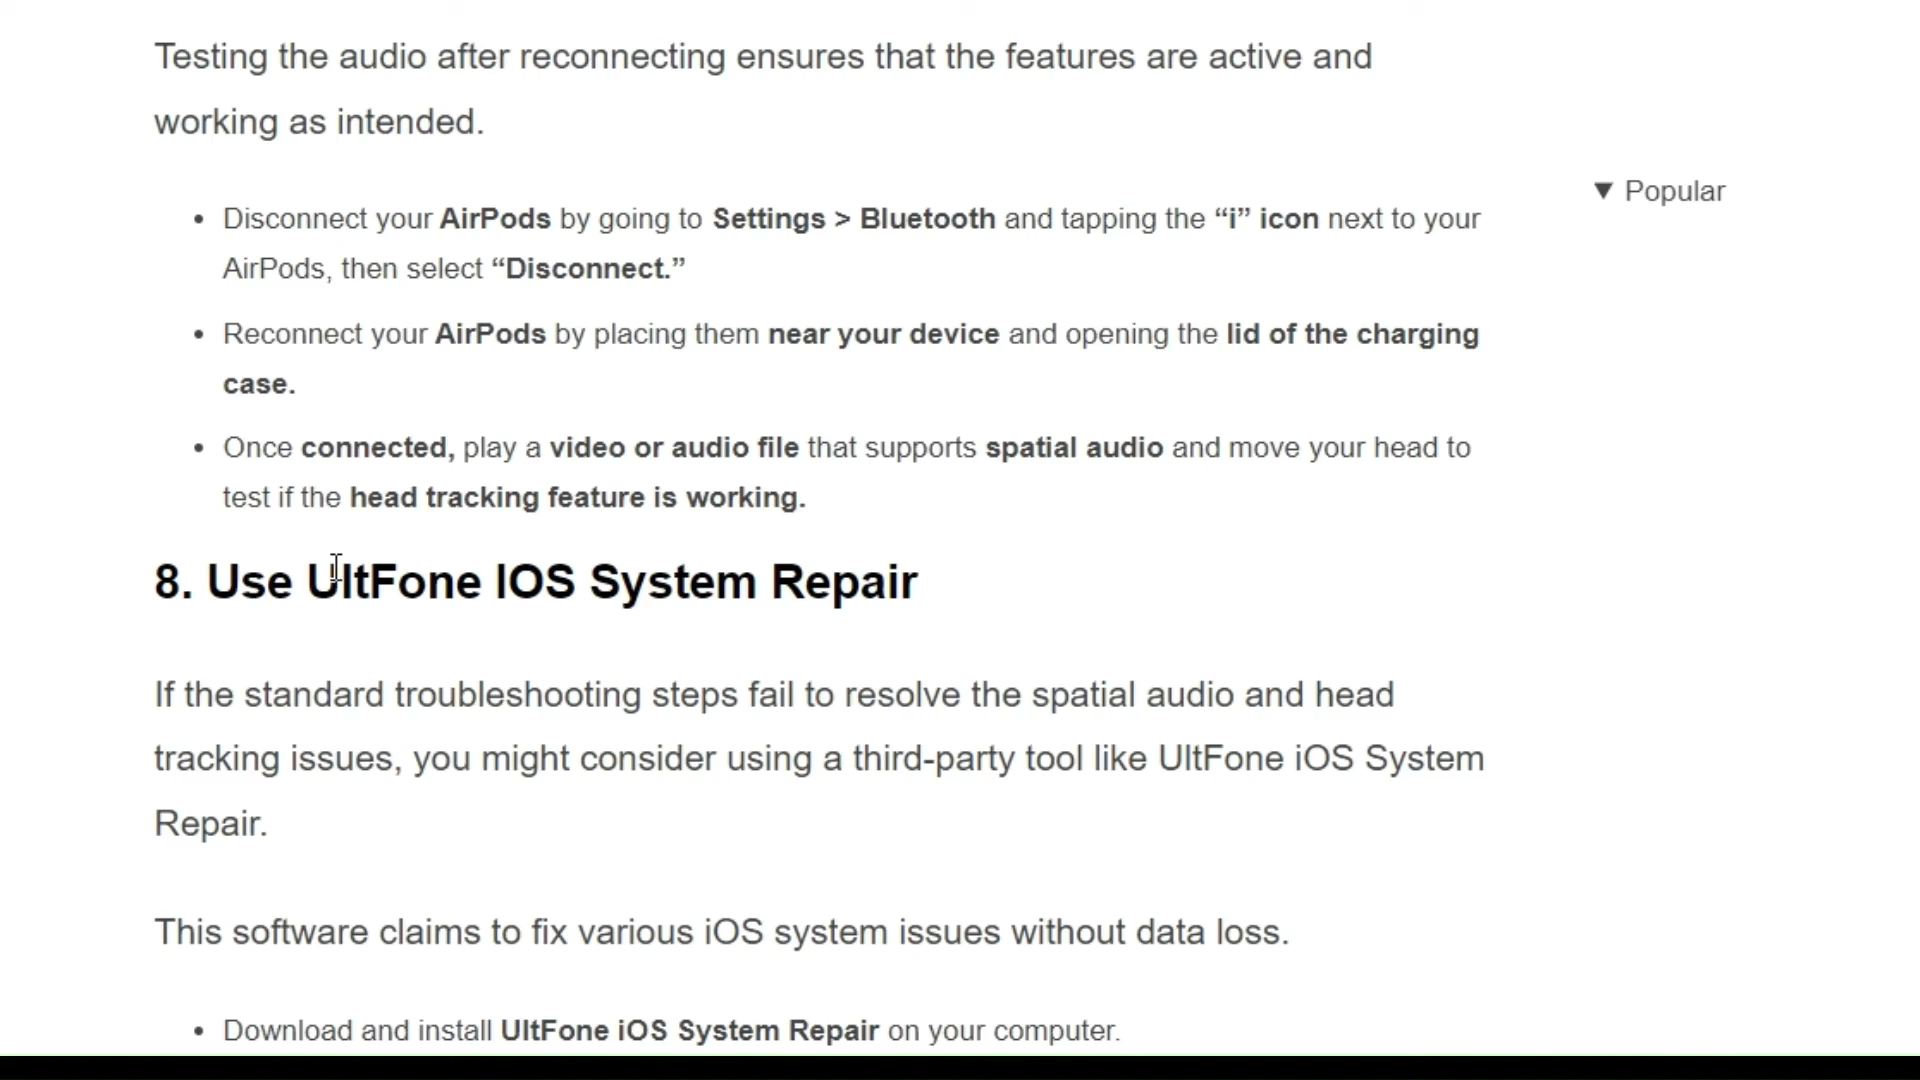 Testing the audio after reconnecting ensures that the features are active and
working as intended.
▼ Popular
• Disconnect your AirPods by going to Settings > Bluetooth and tapping the “i” icon next to your
AirPods, then select “Disconnect.”
• Reconnect your AirPods by placing them near your device and opening the lid of the charging
case.
• Once connected, play a video or audio file that supports spatial audio and move your head to
test if the head tracking feature is working.
8. Use UltFone IOS System Repair
If the standard troubleshooting steps fail to resolve the spatial audio and head
tracking issues, you might consider using a third-party tool like UltFone iOS System
Repair.
This software claims to fix various iOS system issues without data loss.
• Download and install UltFone iOS System Repair on your computer.